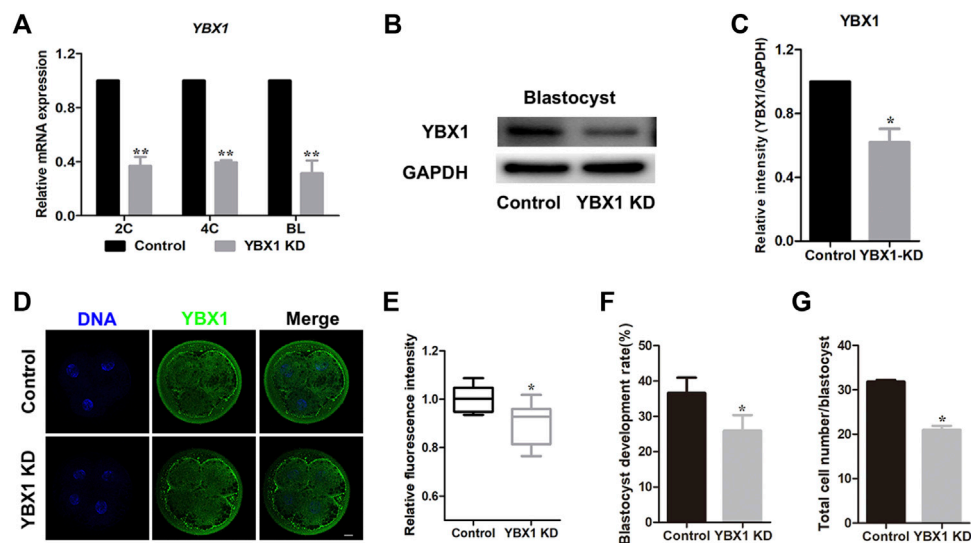 A
YBX1
Relative mRNA expression
1.2
0.8
0.4
0.0
**
**
**
2C
4C
BL
Control
YBX1 KD
B
Blastocyst
YBX1
GAPDH
Control
YBX1 KD
C
YBX1
Relative intensity (YBX1/GAPDH)
1.2
1.0
0.8
0.6
0.4
*
Control
YBX1-KD
D
DNA
YBX1
Merge
Control
YBX1 KD
E
Relative fluorescence intensity
1.2
1.0
0.8
0.6
*
Control
YBX1 KD
F
Blastocyst development rate(%)
50
40
30
20
10
0
*
Control
YBX1 KD
G
Total cell number/blastocyst
40
30
20
10
0
*
Control
YBX1 KD